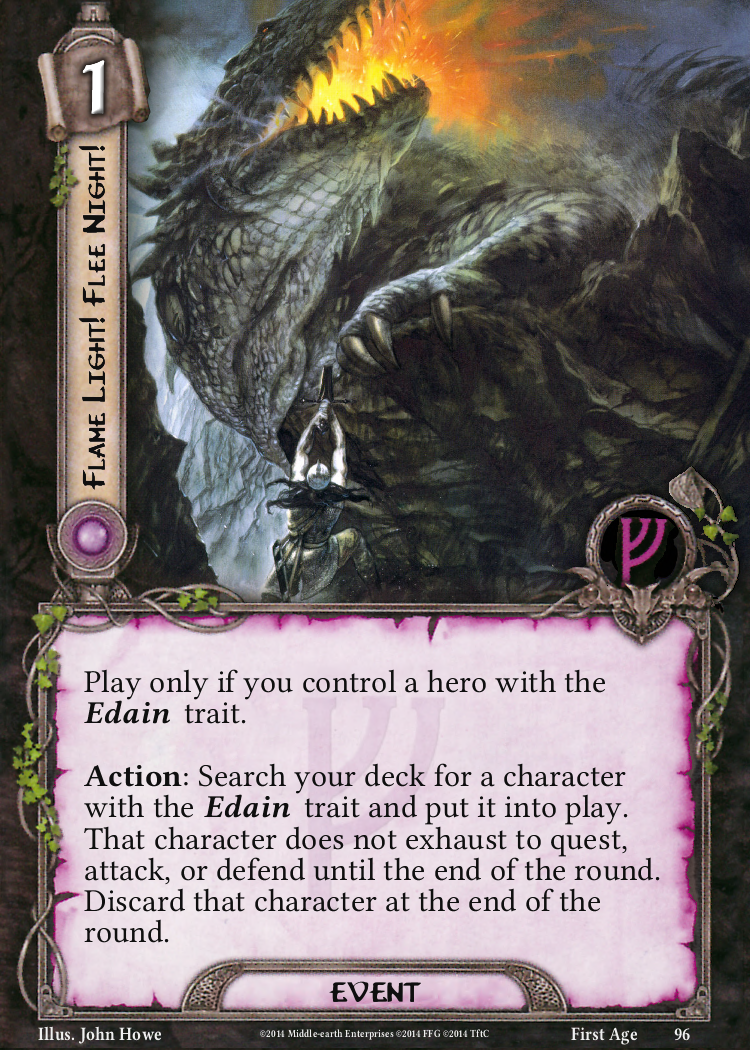 1
Flame Light! Flee Night!
Play only if you control a hero with the
Edain trait.
Action: Search your deck for a character
with the Edain trait and put it into play.
That character does not exhaust to quest,
attack, or defend until the end of the round.
Discard that character at the end of the
round.
EVENT
Illus. John Howe
©2014 Middle-earth Enterprises ©2014 FFG ©2014 TftC
First Age
96